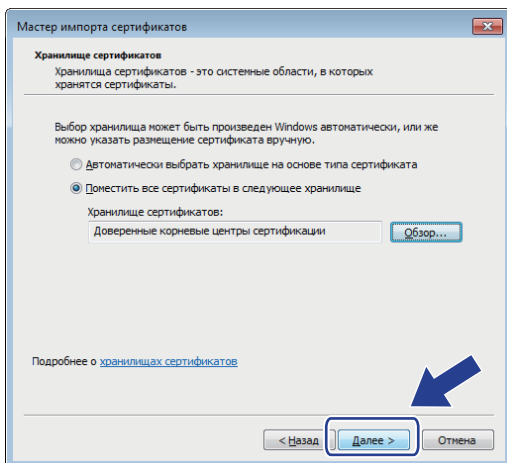 Мастер импорта сертификатов
Хранилище сертификатов
Хранилища сертификатов - это системные области, в которых
хранятся сертификаты.
Выбор хранилища может быть произведен Windows автоматически, или же
можно указать размещение сертификата вручную.
Автоматически выбрать хранилище на основе типа сертификата
Поместить все сертификаты в следующее хранилище
Хранилище сертификатов:
Доверенные корневые центры сертификации
Обзор...
Подробнее о хранилищах сертификатов
< Назад
Далее >
Отмена